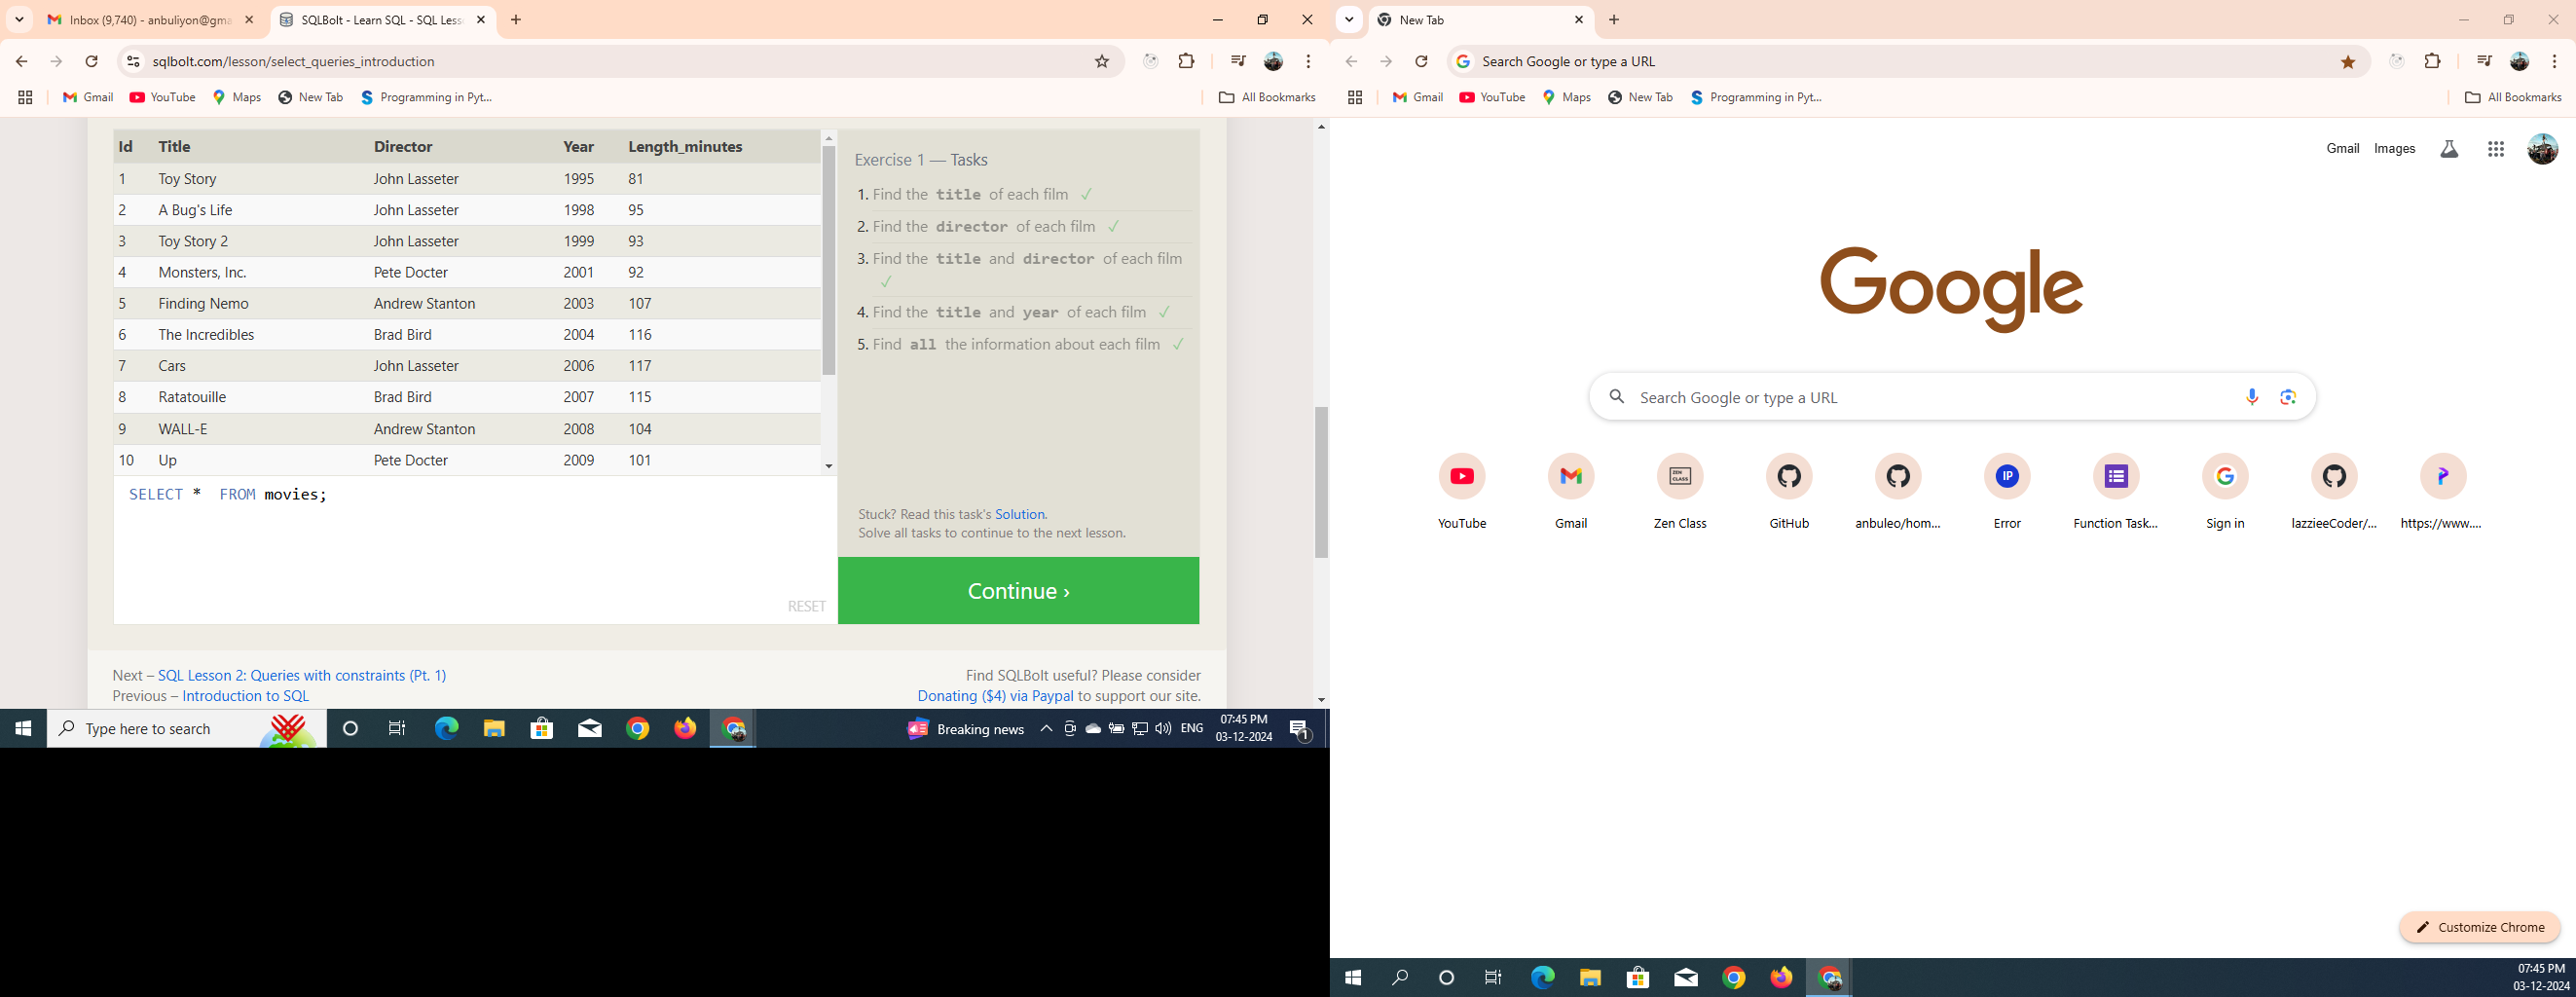 Inbox (9,740) - anbuliyon@gma
SQLBolt - Learn SQL - SQL Less
sqlbolt.com/lesson/select_queries_introduction
Gmail YouTube Maps New Tab Programming in Pyt... All Bookmarks
Id Title Director Year Length_minutes
1 Toy Story John Lasseter 1995 81
2 A Bug's Life John Lasseter 1998 95
3 Toy Story 2 John Lasseter 1999 93
4 Monsters, Inc. Pete Docter 2001 92
5 Finding Nemo Andrew Stanton 2003 107
6 The Incredibles Brad Bird 2004 116
7 Cars John Lasseter 2006 117
8 Ratatouille Brad Bird 2007 115
9 WALL-E Andrew Stanton 2008 104
10 Up Pete Docter 2009 101
SELECT * FROM movies;
RESET
Exercise 1 — Tasks
1. Find the title of each film ✓
2. Find the director of each film ✓
3. Find the title and director of each film
✓
4. Find the title and year of each film ✓
5. Find all the information about each film ✓
Stuck? Read this task's Solution.
Solve all tasks to continue to the next lesson.
Continue ›
Next – SQL Lesson 2: Queries with constraints (Pt. 1)
Previous – Introduction to SQL
Find SQLBolt useful? Please consider
Donating ($4) via Paypal to support our site.
Type here to search
Breaking news
ENG
07:45 PM
03-12-2024
1
New Tab
Search Google or type a URL
Gmail YouTube Maps New Tab Programming in Pyt... All Bookmarks
Gmail Images
Google
Search Google or type a URL
ZEN
CLASS
IP
YouTube Gmail Zen Class GitHub anbuleo/hom... Error Function Task... Sign in lazzieeCoder/... https://www....
Customize Chrome
07:45 PM
03-12-2024